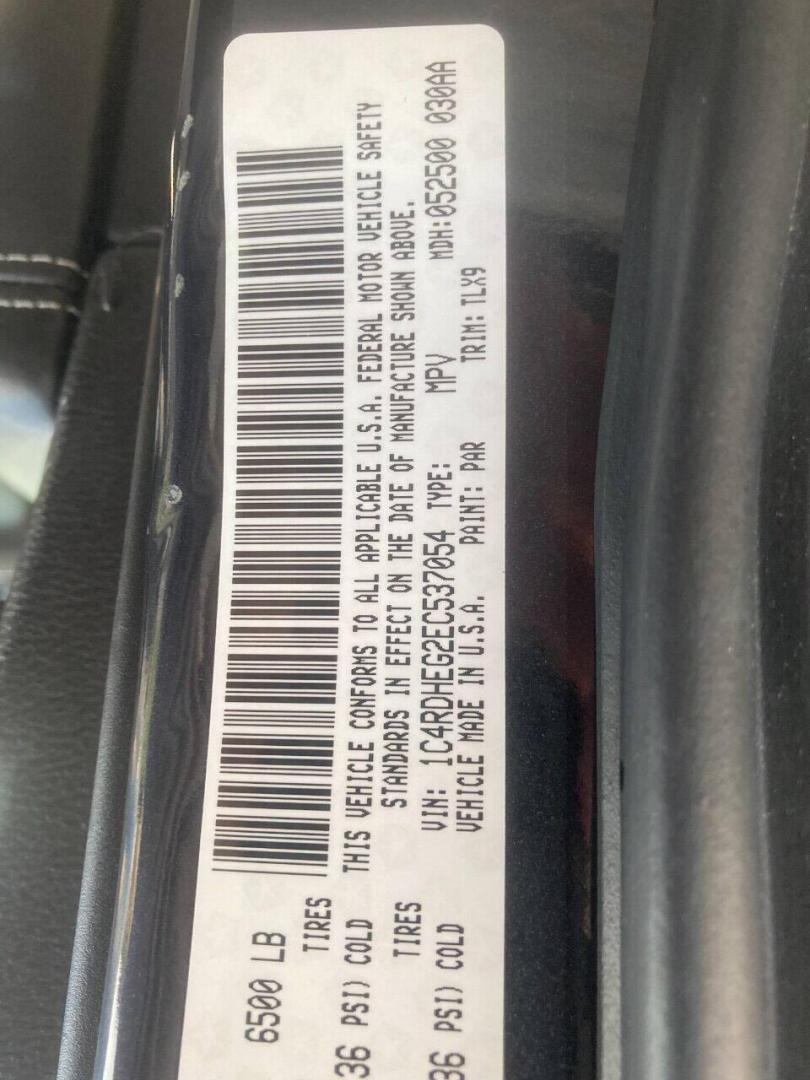 6500 LB
TIRES
36 PSI) COLD
TIRES
36 PSI) COLD
THIS VEHICLE CONFORMS TO ALL APPLICABLE U.S.A. FEDERAL MOTOR VEHICLE SAFETY
STANDARDS IN EFFECT ON THE DATE OF MANUFACTURE SHOWN ABOVE.
VIN: 1C4RDHEG2EC537054 TYPE: MPV MDH:052500 030AA
VEHICLE MADE IN U.S.A. PAINT: PAR TRIM: TLX9